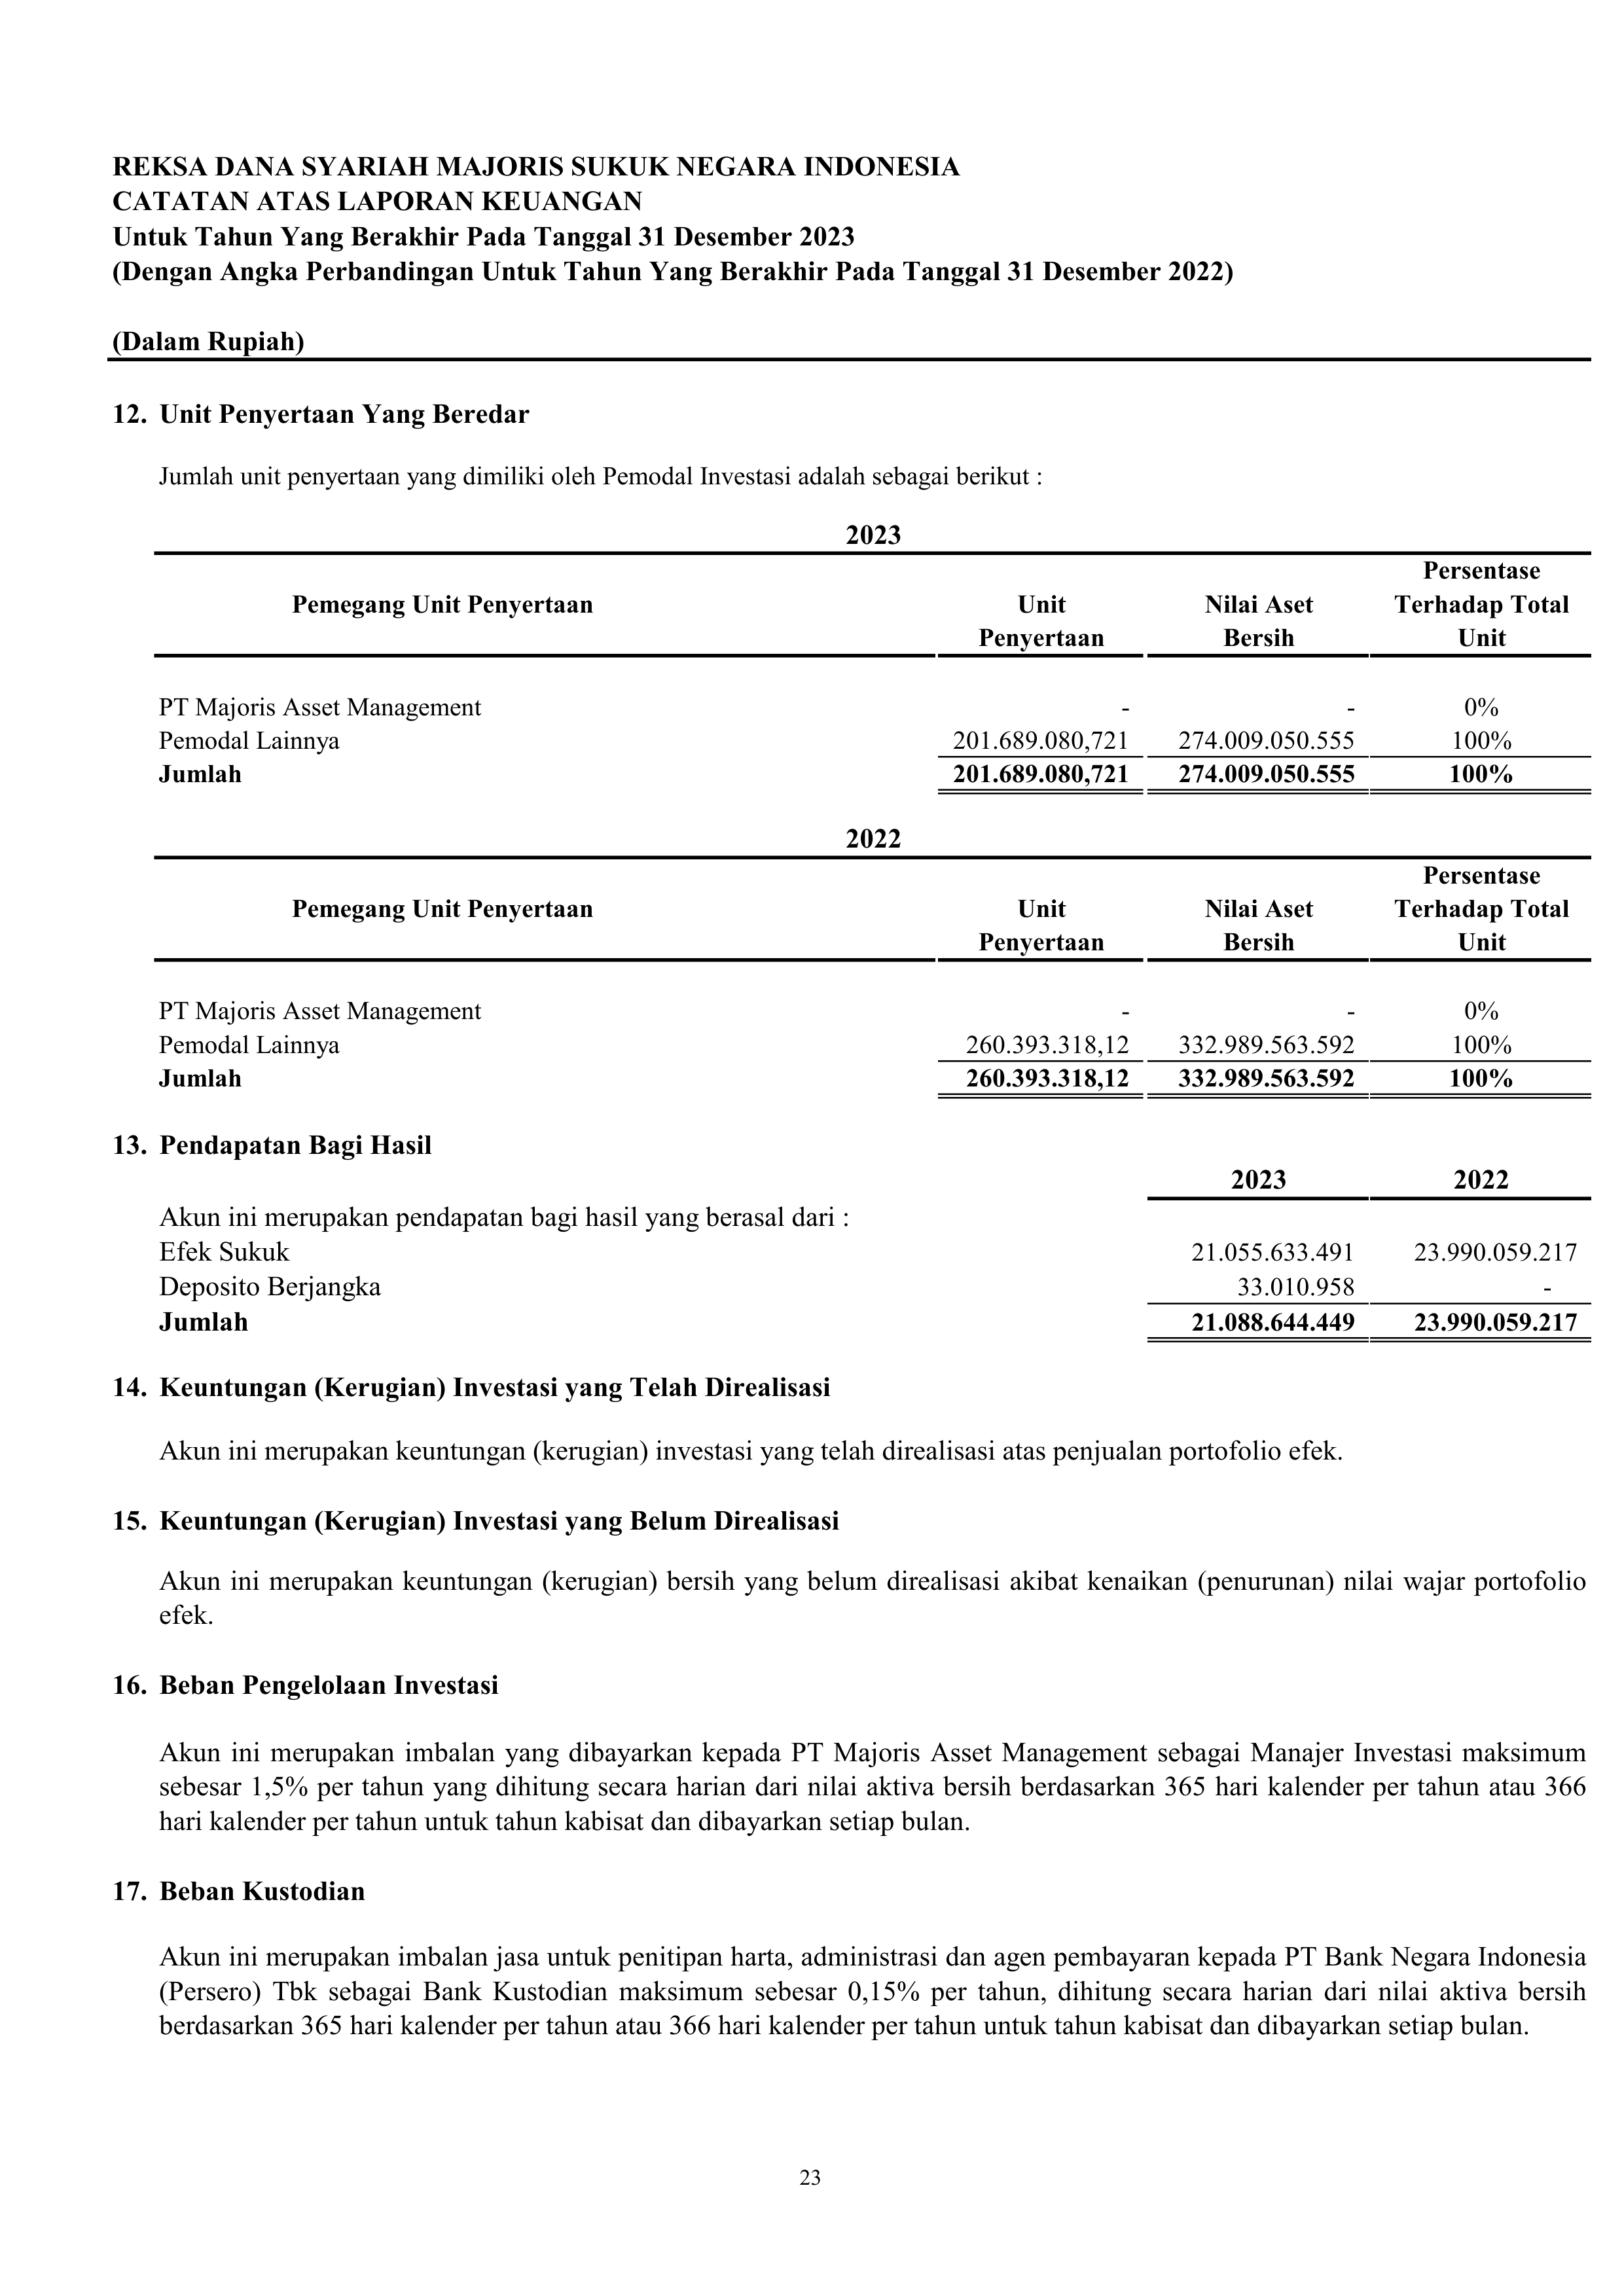 REKSA DANA SYARIAH MAJORIS SUKUK NEGARA INDONESIA
CATATAN ATAS LAPORAN KEUANGAN
Untuk Tahun Yang Berakhir Pada Tanggal 31 Desember 2023
(Dengan Angka Perbandingan Untuk Tahun Yang Berakhir Pada Tanggal 31 Desember 2022)
(Dalam Rupiah)
12. Unit Penyertaan Yang Beredar
Jumlah unit penyertaan yang dimiliki oleh Pemodal Investasi adalah sebagai berikut :
2023
Persentase
Pemegang Unit Penyertaan Unit Nilai Aset Terhadap Total
Penyertaan Bersih Unit
PT Majoris Asset Management - - 0%
Pemodal Lainnya 201.689.080,721 274.009.050.555 100%
Jumlah 201.689.080,721 274.009.050.555 100%
2022
Persentase
Pemegang Unit Penyertaan Unit Nilai Aset Terhadap Total
Penyertaan Bersih Unit
PT Majoris Asset Management - - 0%
Pemodal Lainnya 260.393.318,12 332.989.563.592 100%
Jumlah 260.393.318,12 332.989.563.592 100%
13. Pendapatan Bagi Hasil
2023 2022
Akun ini merupakan pendapatan bagi hasil yang berasal dari :
Efek Sukuk 21.055.633.491 23.990.059.217
Deposito Berjangka 33.010.958 -
Jumlah 21.088.644.449 23.990.059.217
14. Keuntungan (Kerugian) Investasi yang Telah Direalisasi
Akun ini merupakan keuntungan (kerugian) investasi yang telah direalisasi atas penjualan portofolio efek.
15. Keuntungan (Kerugian) Investasi yang Belum Direalisasi
Akun ini merupakan keuntungan (kerugian) bersih yang belum direalisasi akibat kenaikan (penurunan) nilai wajar portofolio
efek.
16. Beban Pengelolaan Investasi
Akun ini merupakan imbalan yang dibayarkan kepada PT Majoris Asset Management sebagai Manajer Investasi maksimum
sebesar 1,5% per tahun yang dihitung secara harian dari nilai aktiva bersih berdasarkan 365 hari kalender per tahun atau 366
hari kalender per tahun untuk tahun kabisat dan dibayarkan setiap bulan.
17. Beban Kustodian
Akun ini merupakan imbalan jasa untuk penitipan harta, administrasi dan agen pembayaran kepada PT Bank Negara Indonesia
(Persero) Tbk sebagai Bank Kustodian maksimum sebesar 0,15% per tahun, dihitung secara harian dari nilai aktiva bersih
berdasarkan 365 hari kalender per tahun atau 366 hari kalender per tahun untuk tahun kabisat dan dibayarkan setiap bulan.
23